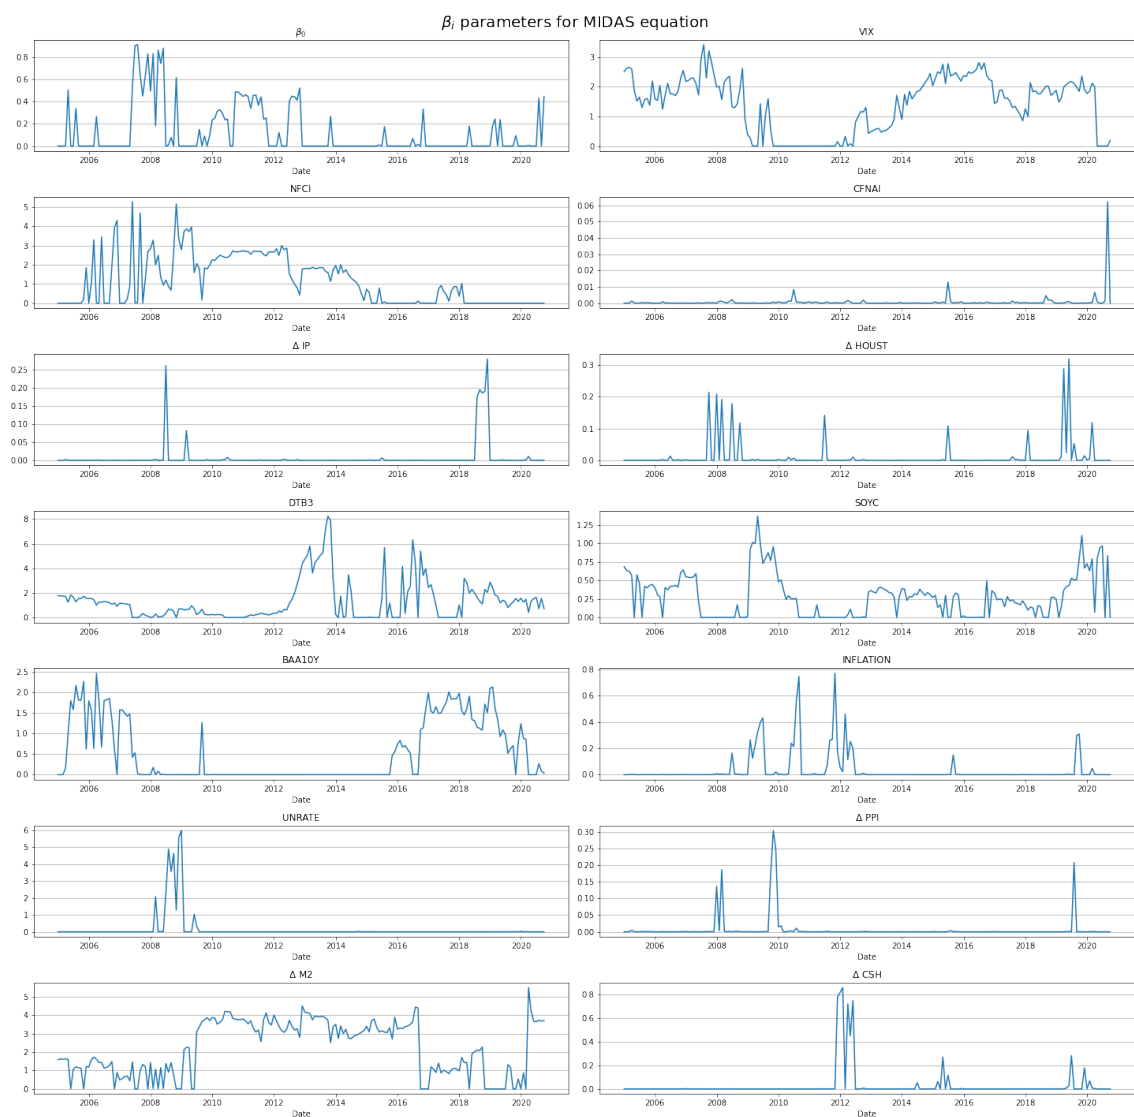 β_i parameters for MIDAS equation
β_0
0.8
0.6
0.4
0.2
0.0
2006 2008 2010 2012 2014 2016 2018 2020
Date
VIX
3
2
1
0
2006 2008 2010 2012 2014 2016 2018 2020
Date
NFCI
5
4
3
2
1
0
2006 2008 2010 2012 2014 2016 2018 2020
Date
CFNAI
0.06
0.05
0.04
0.03
0.02
0.01
0.00
2006 2008 2010 2012 2014 2016 2018 2020
Date
Δ IP
0.25
0.20
0.15
0.10
0.05
0.00
2006 2008 2010 2012 2014 2016 2018 2020
Date
Δ HOUST
0.3
0.2
0.1
0.0
2006 2008 2010 2012 2014 2016 2018 2020
Date
DTB3
8
6
4
2
0
2006 2008 2010 2012 2014 2016 2018 2020
Date
SOYC
1.25
1.00
0.75
0.50
0.25
0.00
2006 2008 2010 2012 2014 2016 2018 2020
Date
BAA10Y
2.5
2.0
1.5
1.0
0.5
0.0
2006 2008 2010 2012 2014 2016 2018 2020
Date
INFLATION
0.8
0.6
0.4
0.2
0.0
2006 2008 2010 2012 2014 2016 2018 2020
Date
UNRATE
6
5
4
3
2
1
0
2006 2008 2010 2012 2014 2016 2018 2020
Date
Δ PPI
0.30
0.25
0.20
0.15
0.10
0.05
0.00
2006 2008 2010 2012 2014 2016 2018 2020
Date
Δ M2
5
4
3
2
1
0
2006 2008 2010 2012 2014 2016 2018 2020
Date
Δ CSH
0.8
0.6
0.4
0.2
0.0
2006 2008 2010 2012 2014 2016 2018 2020
Date